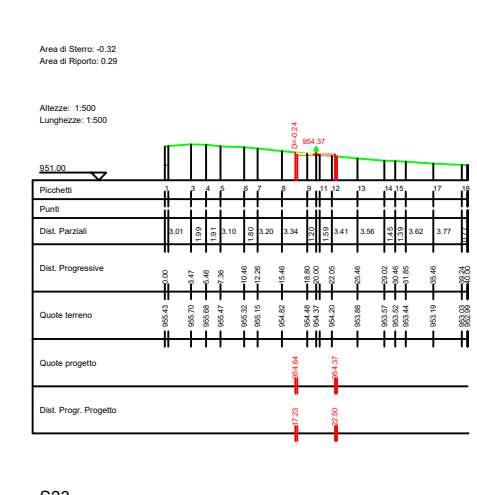 Area di Sterro: -0.32
Area di Riporto: 0.29
Altezze: 1:500
Lunghezze: 1:500
D=-0.24
954.37
951.00
Picchetti 1 3 4 5 6 7 8 9 11 12 13 14 15 17 18
Punti
Dist. Parziali 3.01 1.99 1.91 3.10 1.80 3.20 3.34 1.20 1.59 3.41 3.56 1.45 1.39 3.62 3.77
Dist. Progressive 0.00 3.47 5.46 7.36 10.46 12.26 15.46 18.80 20.00 22.05 25.46 29.02 30.46 31.85 35.46 39.24 40.00
Quote terreno 955.43 955.70 955.68 955.47 955.32 955.15 954.82 954.48 954.37 954.20 953.88 953.57 953.52 953.44 953.19 953.03 952.99
Quote progetto 954.64 954.37
Dist. Progr. Progetto 17.23 22.50